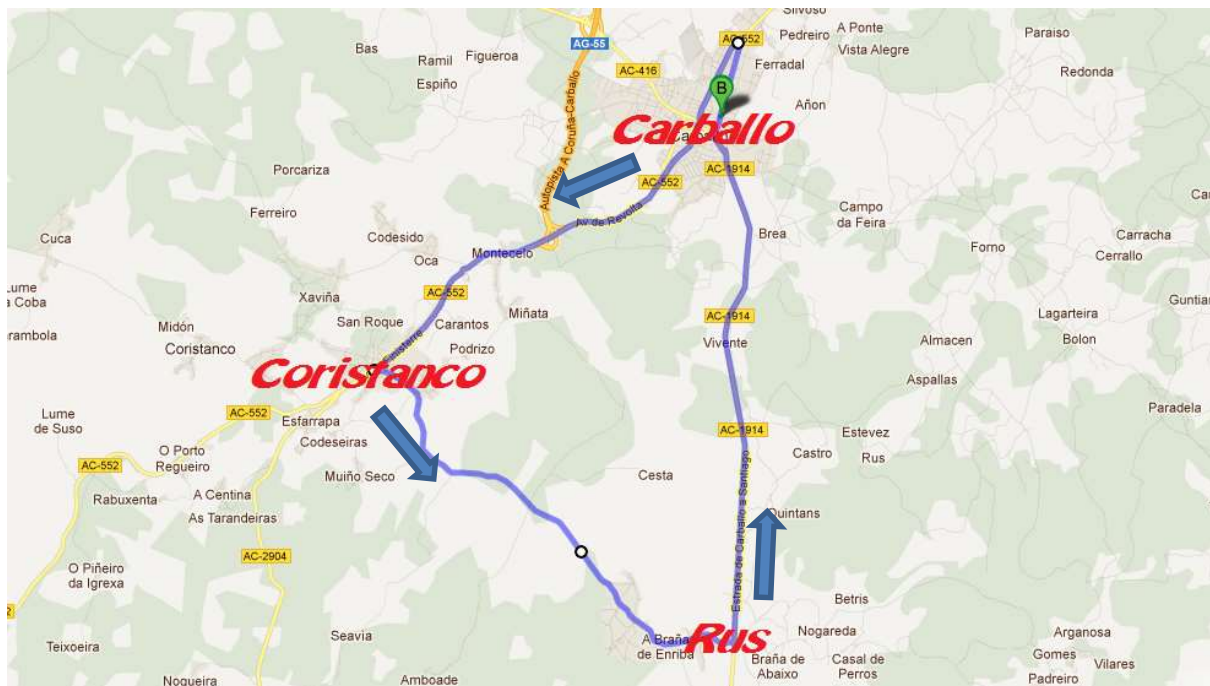 Silvoso
A Ponte
Paraiso
Bas
Ramil
Figueroa
AG-55
AG-552
Pedreiro
Vista Alegre
Espiño
AC-416
Ferradal
Redonda
B
Añon
Carballo
Autopista A Coruña-Carballo
Porcariza
AC-552
AC-1914
Ferreiro
Av de Revolta
Campo
da Feira
Cuca
Codesido
Montecelo
Brea
Carracha
Oca
Forno
Cerrallo
Lume
a Coba
Xaviña
AC-552
Miñata
Guntian
arambola
Midón
San Roque
Carantos
AC-1914
Lagarteira
Coristanco
Podrizo
Vivente
Almacen
Bolon
Finisterre
Coristanco
Aspallas
Lume
de Suso
AC-552
Esfarrapa
Paradela
Codeseiras
AC-1914
Estevez
O Porto
Regueiro
Rus
AC-552
Muiño Seco
Cesta
Castro
Rabuxenta
A Centina
As Tarandeiras
Quintans
AC-2904
Estrada de Carballo a Santiago
O Piñeiro
da Igrexa
Betris
Seavia
A Braña
de Enriba
Rus
Nogareda
Arganosa
Teixoeira
Braña de
Abaixo
Casal de
Perros
Gomes
Vilares
Nogueira
Amboade
Padreiro